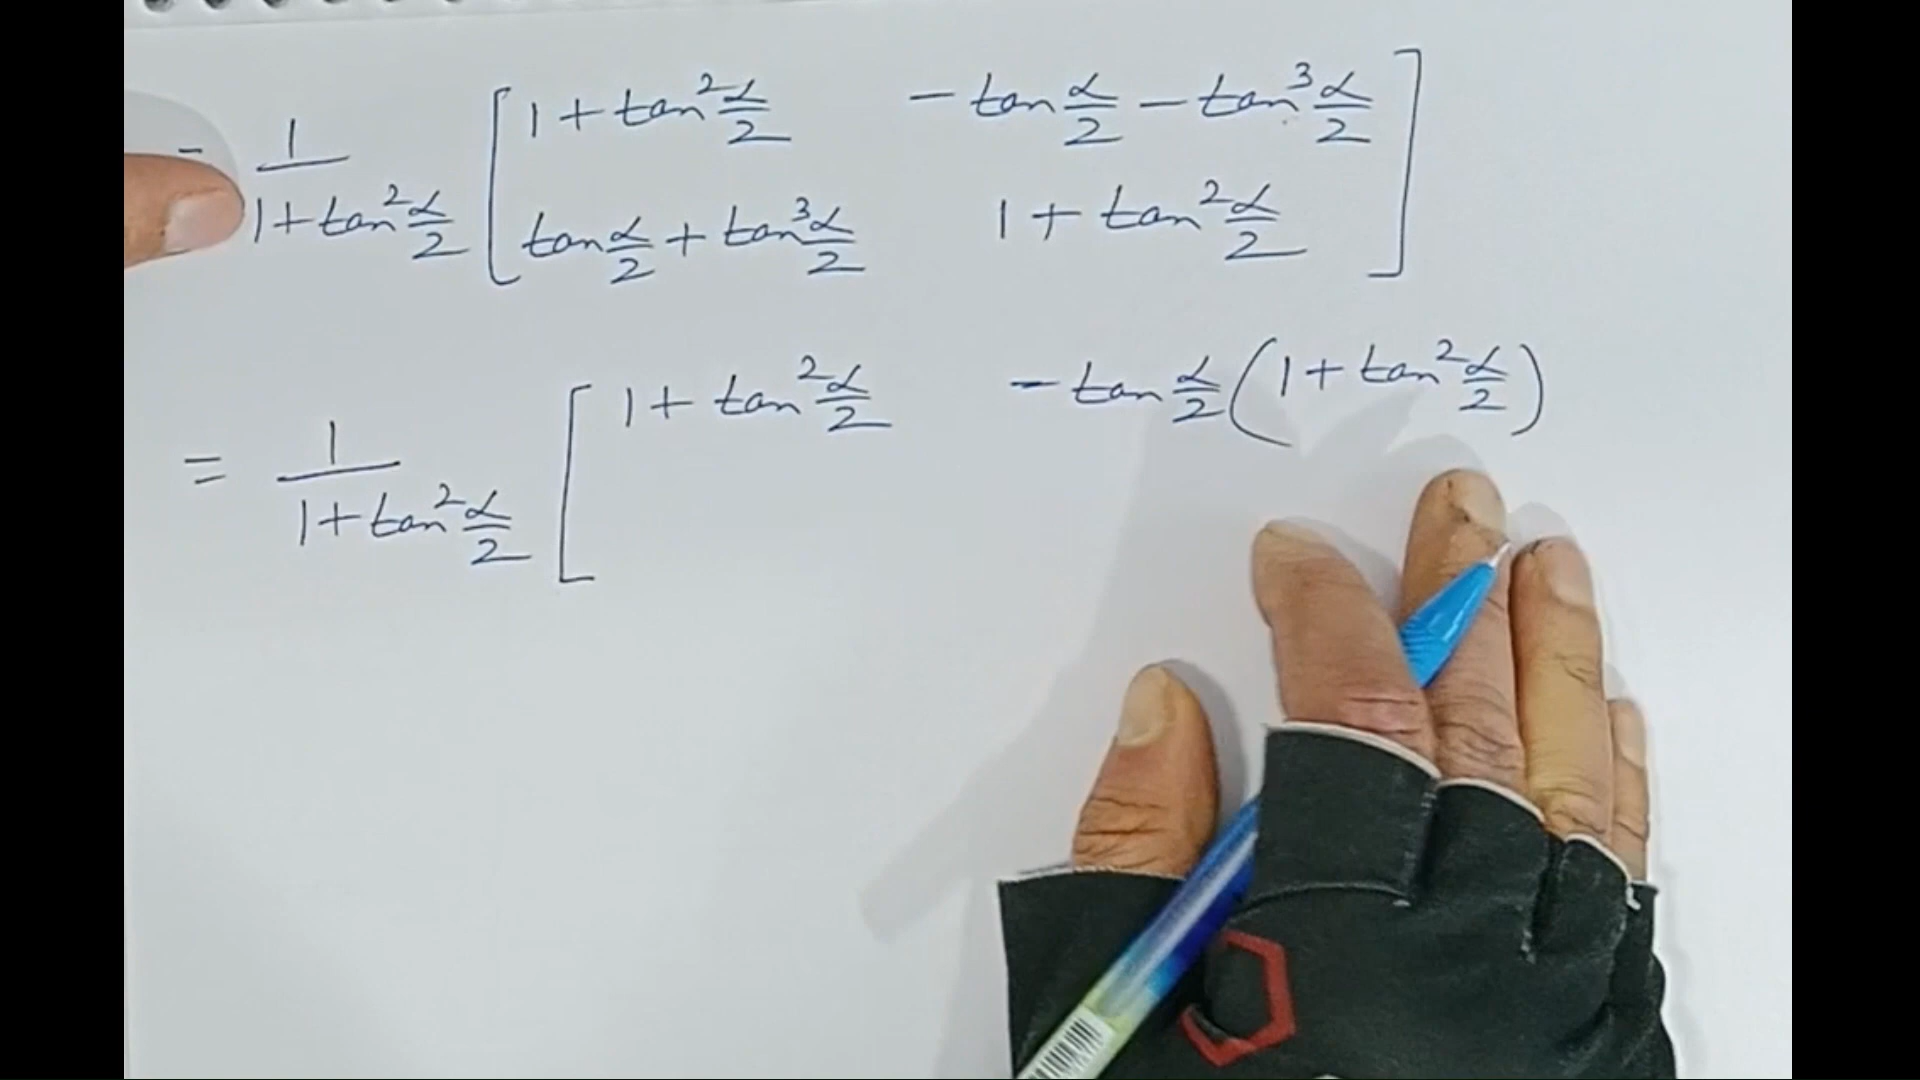 = 1/(1+tan²α/2) [ 1+tan²α/2   -tanα/2 - tan³α/2
tanα/2 + tan³α/2   1+tan²α/2 ]
= 1/(1+tan²α/2) [ 1+tan²α/2   -tanα/2(1+tan²α/2)